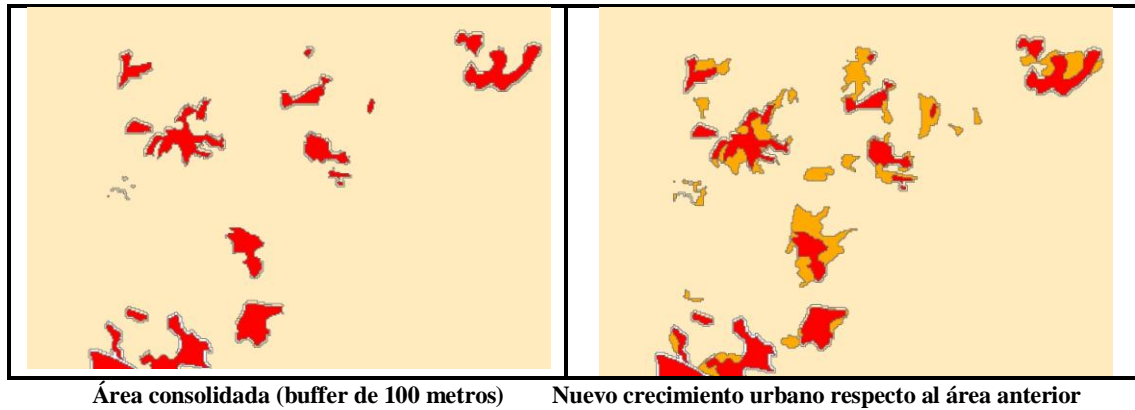 Área consolidada (buffer de 100 metros) Nuevo crecimiento urbano respecto al área anterior